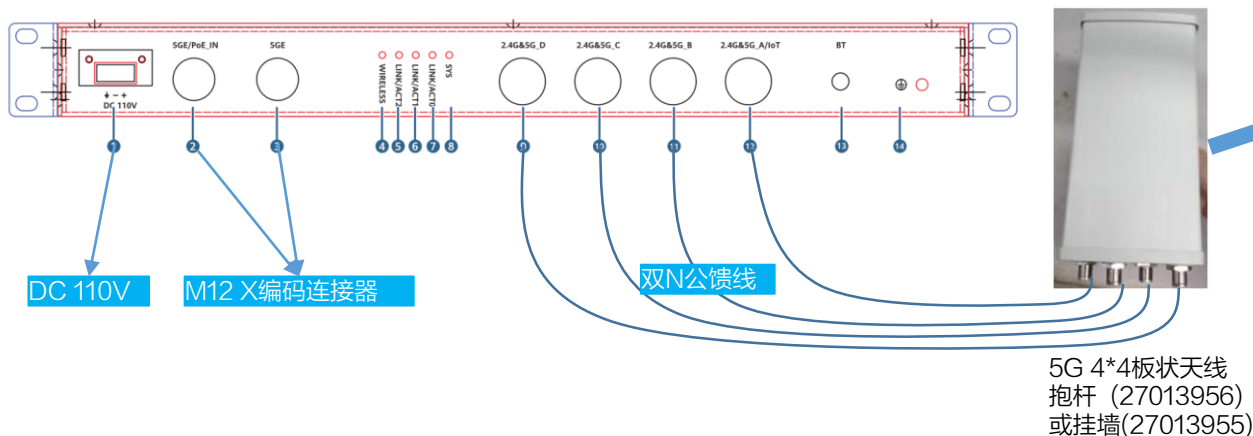 5GE/PoE_IN
5GE
2.4G&5G_D
2.4G&5G_C
2.4G&5G_B
2.4G&5G_A/IoT
BT
WIRELESS
LINK/ACT2
LINK/ACT1
LINK/ACT0
SYS
DC 110V
1
2
3
4
5
6
7
8
9
10
11
12
13
14
DC 110V
M12 X编码连接器
双N公馈线
5G 4*4板状天线
抱杆（27013956)
或挂墙(27013955)